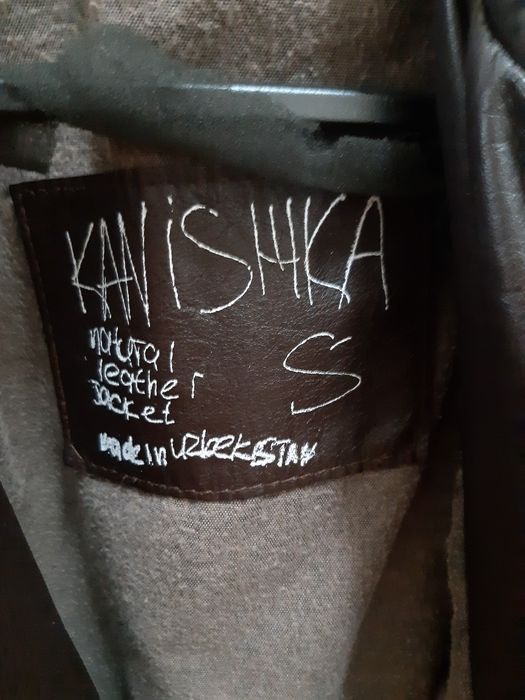 KANiSHKA
natural
leather
Jacket
S
made in UzbekiSTAN